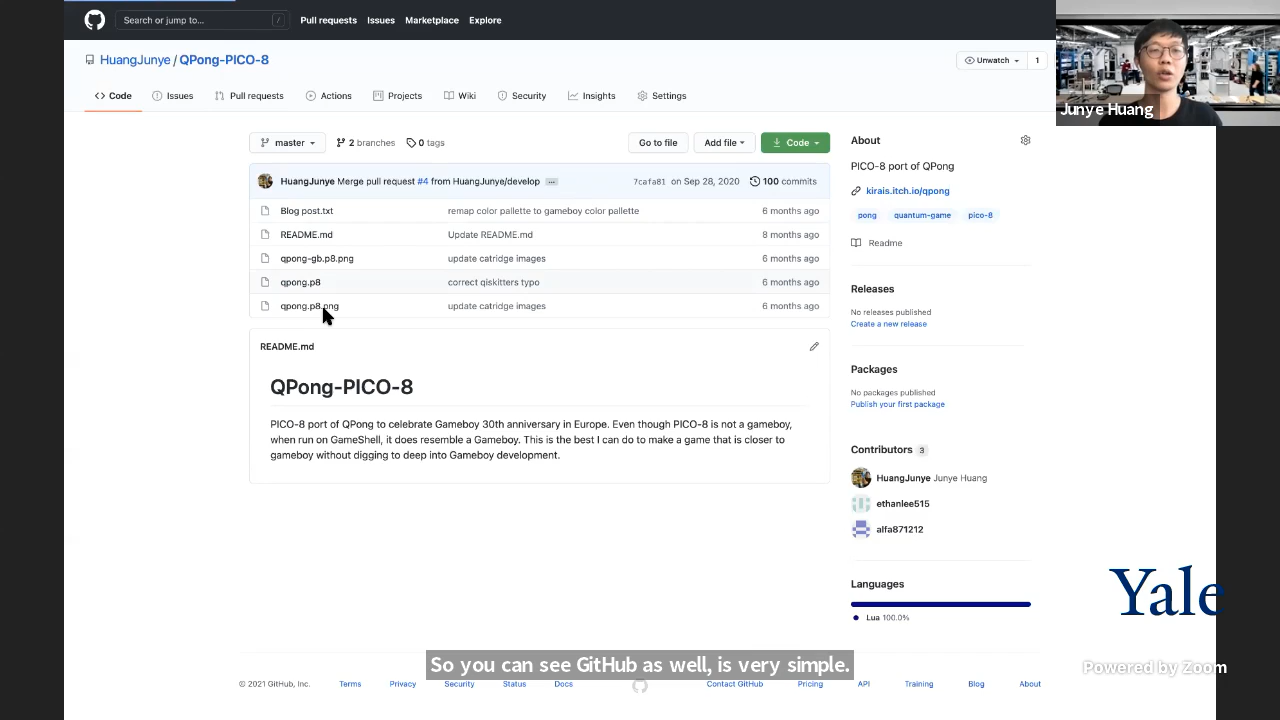 Search or jump to...
/
Pull requests
Issues
Marketplace
Explore
HuangJunye / QPong-PICO-8
Unwatch
1
Code
Issues
Pull requests
Actions
Projects
Wiki
Security
Insights
Settings
Junye Huang
master
2 branches
0 tags
Go to file
Add file
Code
HuangJunye Merge pull request #4 from HuangJunye/develop
7cafa81 on Sep 28, 2020
100 commits
Blog post.txt
remap color pallette to gameboy color palette
6 months ago
README.md
Update README.md
8 months ago
qpong-gb.p8.png
update catridge images
6 months ago
qpong.p8
correct qiskitters typo
6 months ago
qpong.p8.png
update catridge images
6 months ago
README.md
QPong-PICO-8
PICO-8 port of QPong to celebrate Gameboy 30th anniversary in Europe. Even though PICO-8 is not a gameboy,
when run on GameShell, it does resemble a Gameboy. This is the best I can do to make a game that is closer to
gameboy without digging to deep into Gameboy development.
About
PICO-8 port of QPong
kirais.itch.io/qpong
pong
quantum-game
pico-8
Readme
Releases
No releases published
Create a new release
Packages
No packages published
Publish your first package
Contributors 3
HuangJunye Junye Huang
ethanlee515
alfa871212
Languages
Lua 100.0%
Yale
So you can see GitHub as well, is very simple.
Powered by Zoom
© 2021 GitHub, Inc.
Terms
Privacy
Security
Status
Docs
Contact GitHub
Pricing
API
Training
Blog
About